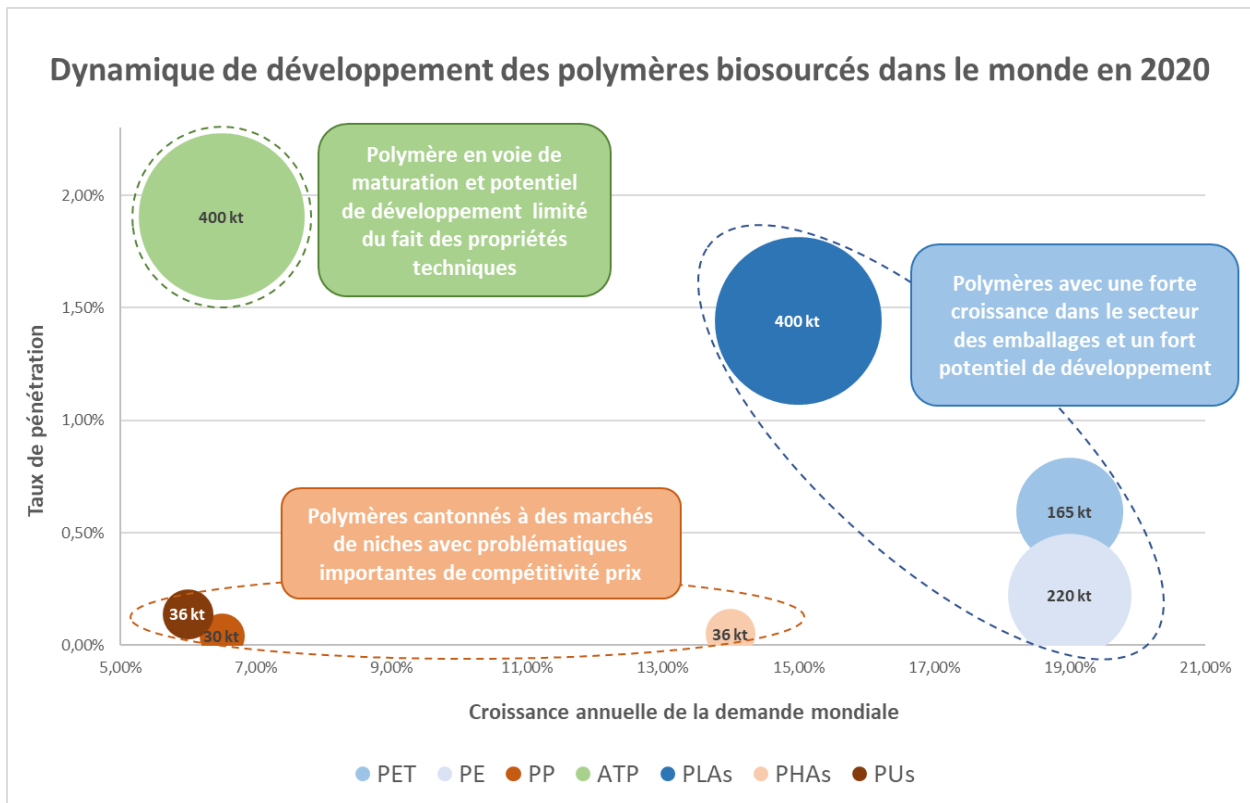 Dynamique de développement des polymères biosourcés dans le monde en 2020
Taux de pénétration
2,00%
1,50%
1,00%
0,50%
0,00%
400 kt
Polymère en voie de
maturation et potentiel
de développement limité
du fait des propriétés
techniques
400 kt
Polymères avec une forte
croissance dans le secteur
des emballages et un fort
potentiel de développement
165 kt
220 kt
Polymères cantonnés à des marchés
de niches avec problématiques
importantes de compétitivité prix
36 kt
30 kt
36 kt
5,00% 7,00% 9,00% 11,00% 13,00% 15,00% 17,00% 19,00% 21,00%
Croissance annuelle de la demande mondiale
PET PE PP ATP PLAs PHAs PUs